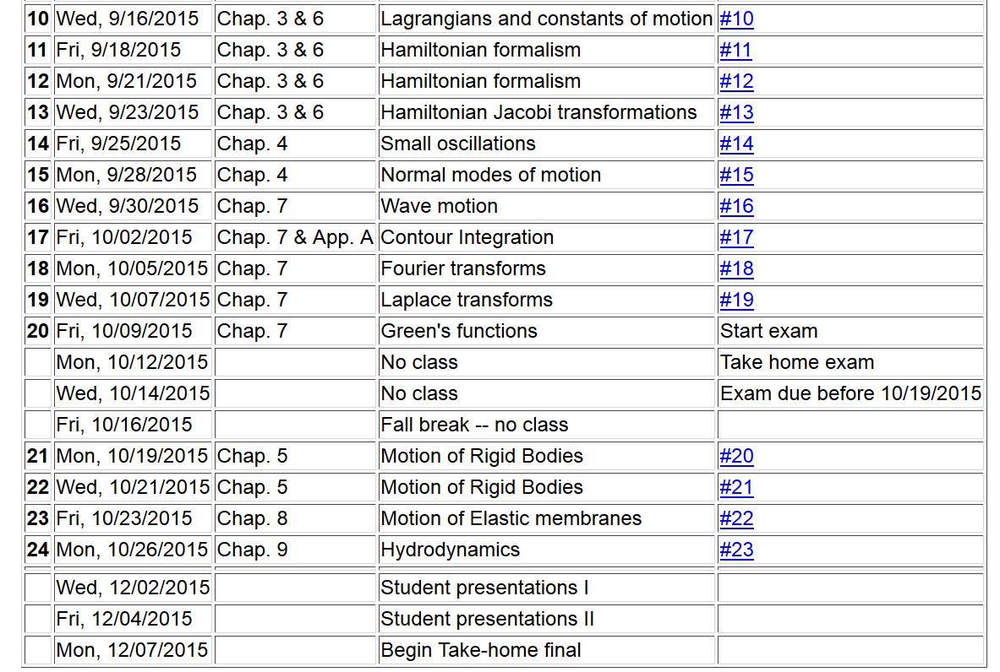 10 Wed, 9/16/2015 Chap. 3 & 6 Lagrangians and constants of motion #10
11 Fri, 9/18/2015 Chap. 3 & 6 Hamiltonian formalism #11
12 Mon, 9/21/2015 Chap. 3 & 6 Hamiltonian formalism #12
13 Wed, 9/23/2015 Chap. 3 & 6 Hamiltonian Jacobi transformations #13
14 Fri, 9/25/2015 Chap. 4 Small oscillations #14
15 Mon, 9/28/2015 Chap. 4 Normal modes of motion #15
16 Wed, 9/30/2015 Chap. 7 Wave motion #16
17 Fri, 10/02/2015 Chap. 7 & App. A Contour Integration #17
18 Mon, 10/05/2015 Chap. 7 Fourier transforms #18
19 Wed, 10/07/2015 Chap. 7 Laplace transforms #19
20 Fri, 10/09/2015 Chap. 7 Green's functions Start exam
Mon, 10/12/2015 No class Take home exam
Wed, 10/14/2015 No class Exam due before 10/19/2015
Fri, 10/16/2015 Fall break -- no class
21 Mon, 10/19/2015 Chap. 5 Motion of Rigid Bodies #20
22 Wed, 10/21/2015 Chap. 5 Motion of Rigid Bodies #21
23 Fri, 10/23/2015 Chap. 8 Motion of Elastic membranes #22
24 Mon, 10/26/2015 Chap. 9 Hydrodynamics #23
Wed, 12/02/2015 Student presentations I
Fri, 12/04/2015 Student presentations II
Mon, 12/07/2015 Begin Take-home final